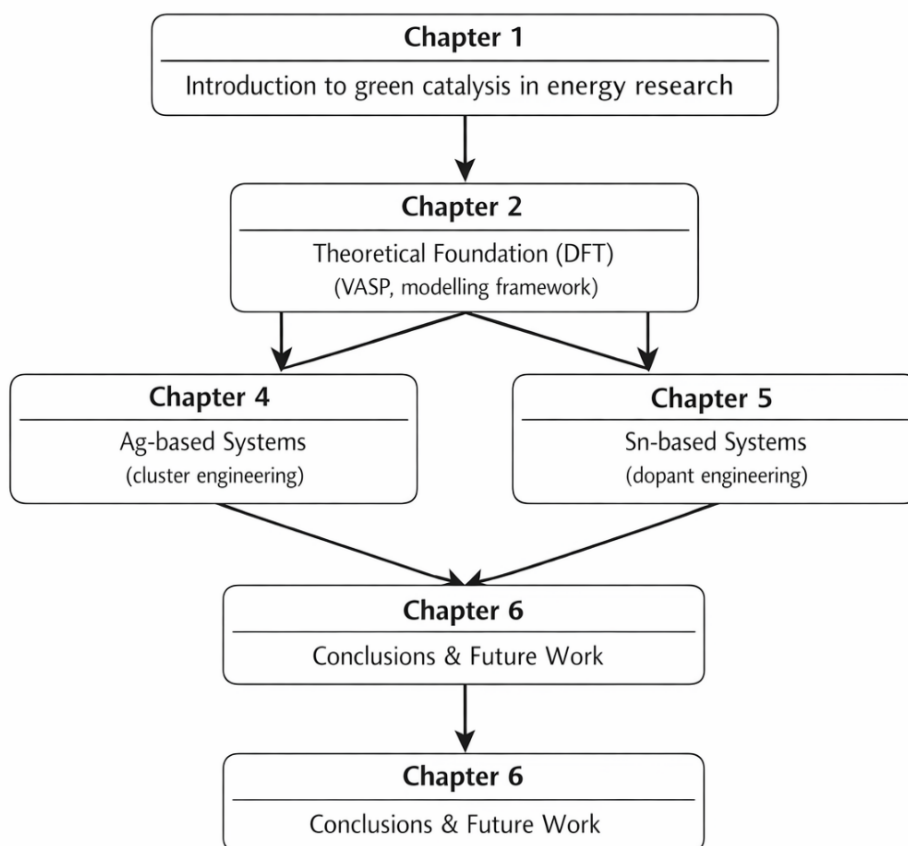 Chapter 1
Introduction to green catalysis in energy research
Chapter 2
Theoretical Foundation (DFT)
(VASP, modelling framework)
Chapter 4
Ag-based Systems
(cluster engineering)
Chapter 5
Sn-based Systems
(dopant engineering)
Chapter 6
Conclusions & Future Work
Chapter 6
Conclusions & Future Work